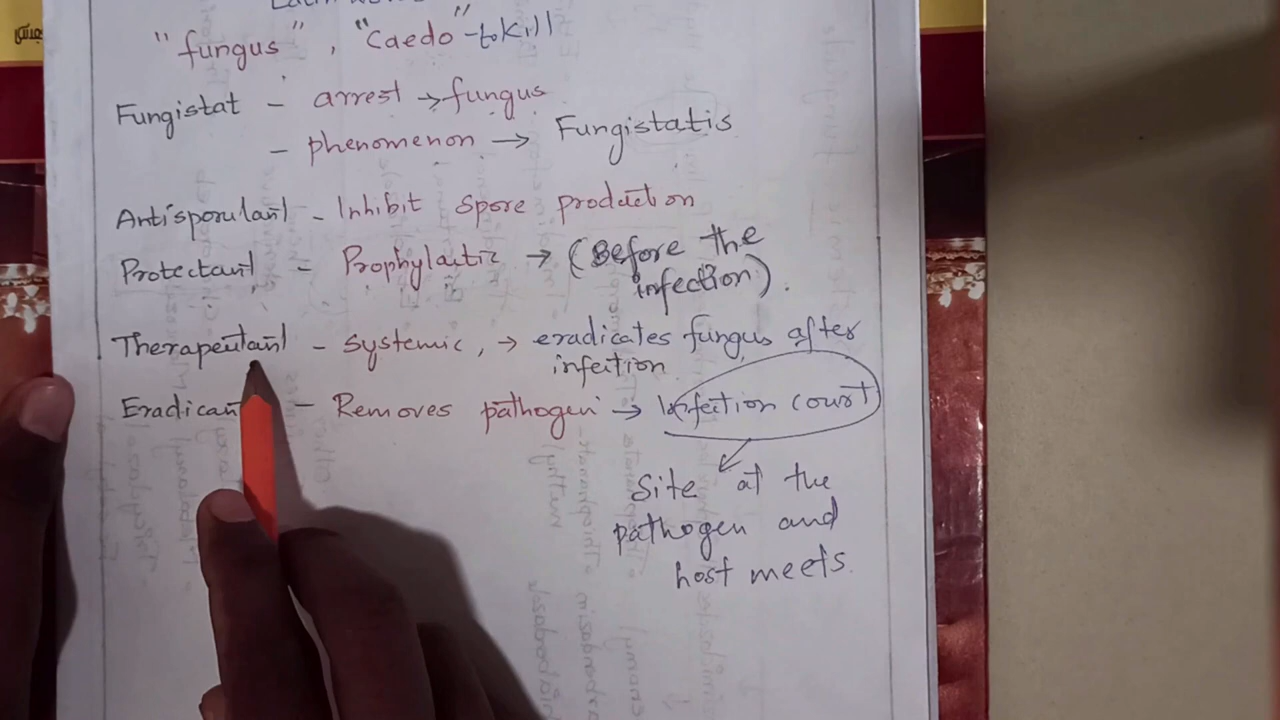 "fungus", "Caedo" - to kill
Fungistat - arrest → fungus
- phenomenon → Fungistatis
Antisporulant - Inhibit spore production
Protectant - Prophylactic → (Before the
infection).
Therapeutant - systemic, → eradicates fungus after
infection
Eradicant - Removes pathogen → Infection court
Site at the
pathogen and
host meets.